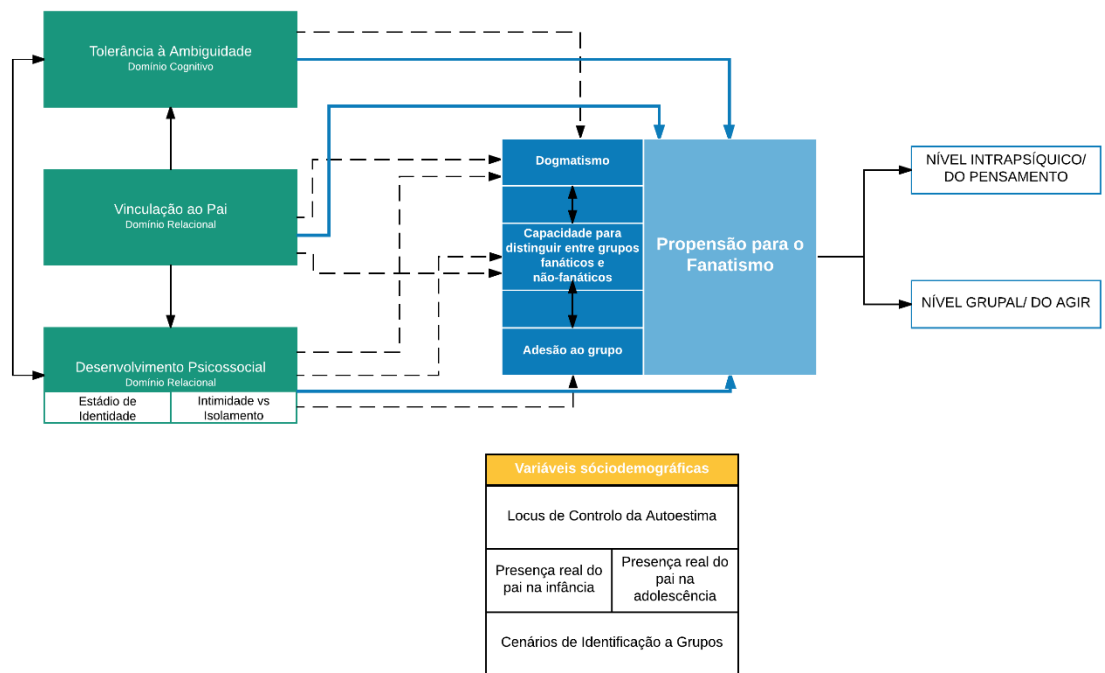 Tolerância à Ambiguidade
Domínio Cognitivo
Vinculação ao Pai
Domínio Relacional
Desenvolvimento Psicossocial
Domínio Relacional
Estádio de
Identidade
Intimidade vs
Isolamento
Dogmatismo
Capacidade para
distinguir entre grupos
fanáticos e
não-fanáticos
Adesão ao grupo
Propensão para o
Fanatismo
NÍVEL INTRAPSÍQUICO/
DO PENSAMENTO
NÍVEL GRUPAL/ DO AGIR
Variáveis sóciodemográficas
Locus de Controlo da Autoestima
Presença real do
pai na infância
Presença real do
pai na
adolescência
Cenários de Identificação a Grupos